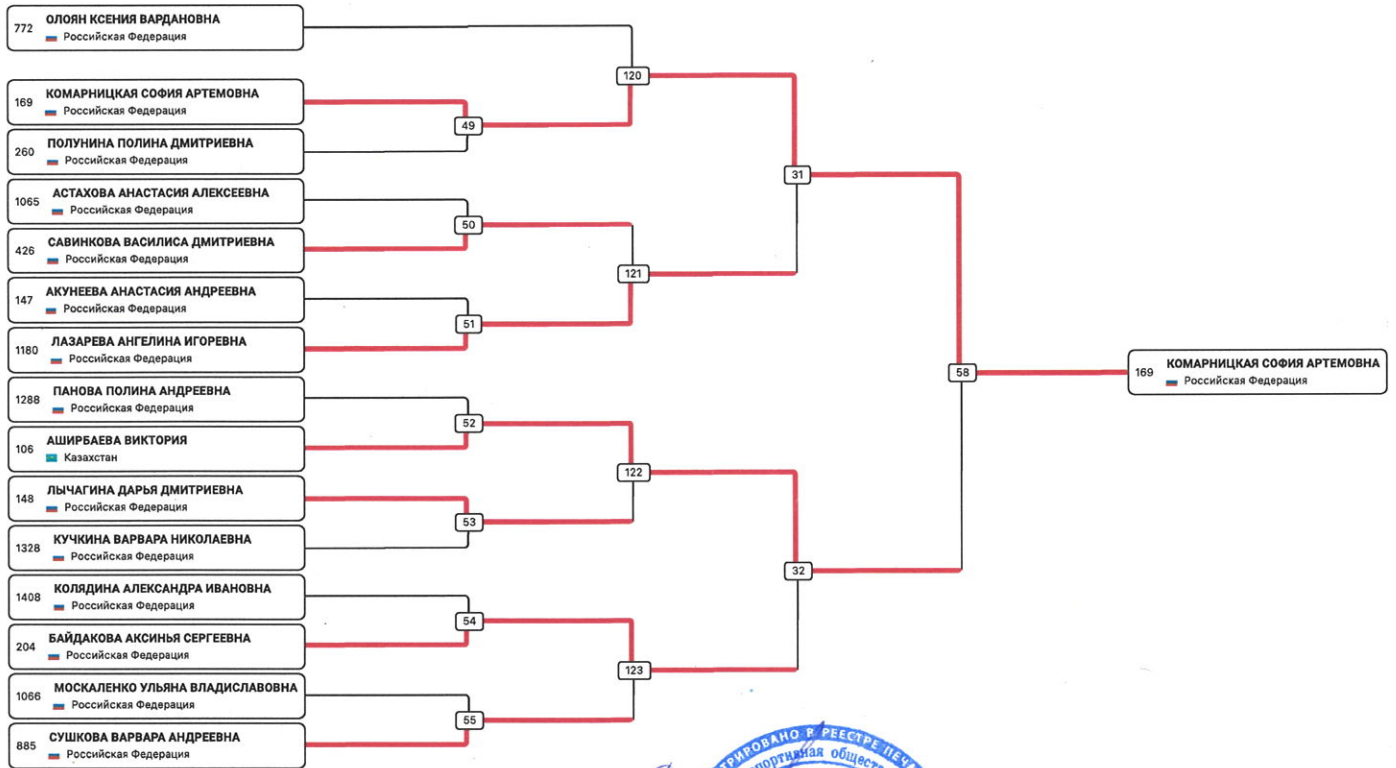 772 ОЛОЯН КСЕНИЯ ВАРДАНОВНА
Российская Федерация
169 КОМАРНИЦКАЯ СОФИЯ АРТЕМОВНА
Российская Федерация
260 ПОЛУНИНА ПОЛИНА ДМИТРИЕВНА
Российская Федерация
1065 АСТАХОВА АНАСТАСИЯ АЛЕКСЕЕВНА
Российская Федерация
426 САВИНКОВА ВАСИЛИСА ДМИТРИЕВНА
Российская Федерация
147 АКУНЕЕВА АНАСТАСИЯ АНДРЕЕВНА
Российская Федерация
1180 ЛАЗАРЕВА АНГЕЛИНА ИГОРЕВНА
Российская Федерация
1288 ПАНОВА ПОЛИНА АНДРЕЕВНА
Российская Федерация
106 АШИРБАЕВА ВИКТОРИЯ
Казахстан
148 ЛЫЧАГИНА ДАРЬЯ ДМИТРИЕВНА
Российская Федерация
1328 КУЧКИНА ВАРВАРА НИКОЛАЕВНА
Российская Федерация
1408 КОЛЯДИНА АЛЕКСАНДРА ИВАНОВНА
Российская Федерация
204 БАЙДАКОВА АКСИНЬЯ СЕРГЕЕВНА
Российская Федерация
1066 МОСКАЛЕНКО УЛЬЯНА ВЛАДИСЛАВОВНА
Российская Федерация
885 СУШКОВА ВАРВАРА АНДРЕЕВНА
Российская Федерация
49
50
51
52
53
54
55
120
121
122
123
31
32
58
169 КОМАРНИЦКАЯ СОФИЯ АРТЕМОВНА
Российская Федерация
В РЕЕСТРЕ